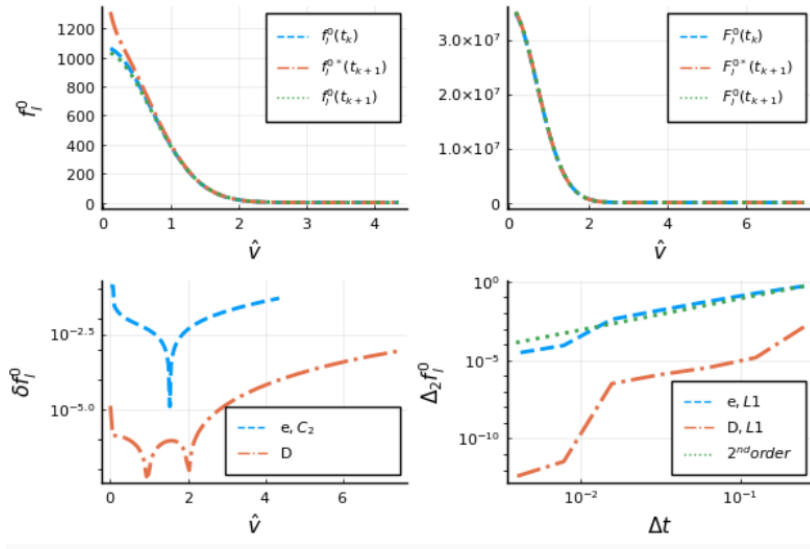 1200
1000
800
600
400
200
0
f_l^0
0 1 2 3 4
v̂
f_l^0(t_k)
f_l^{0*}(t_{k+1})
f_l^0(t_{k+1})
3.0×10^7
2.0×10^7
1.0×10^7
0
0 2 4 6
v̂
F_l^0(t_k)
F_l^{0*}(t_{k+1})
F_l^0(t_{k+1})
10^{-2.5}
10^{-5.0}
δf_l^0
0 2 4 6
v̂
e, C_2
D
10^0
10^{-5}
10^{-10}
Δ_2 f_l^0
10^{-2} 10^{-1}
Δt
e, L1
D, L1
2^{nd}order